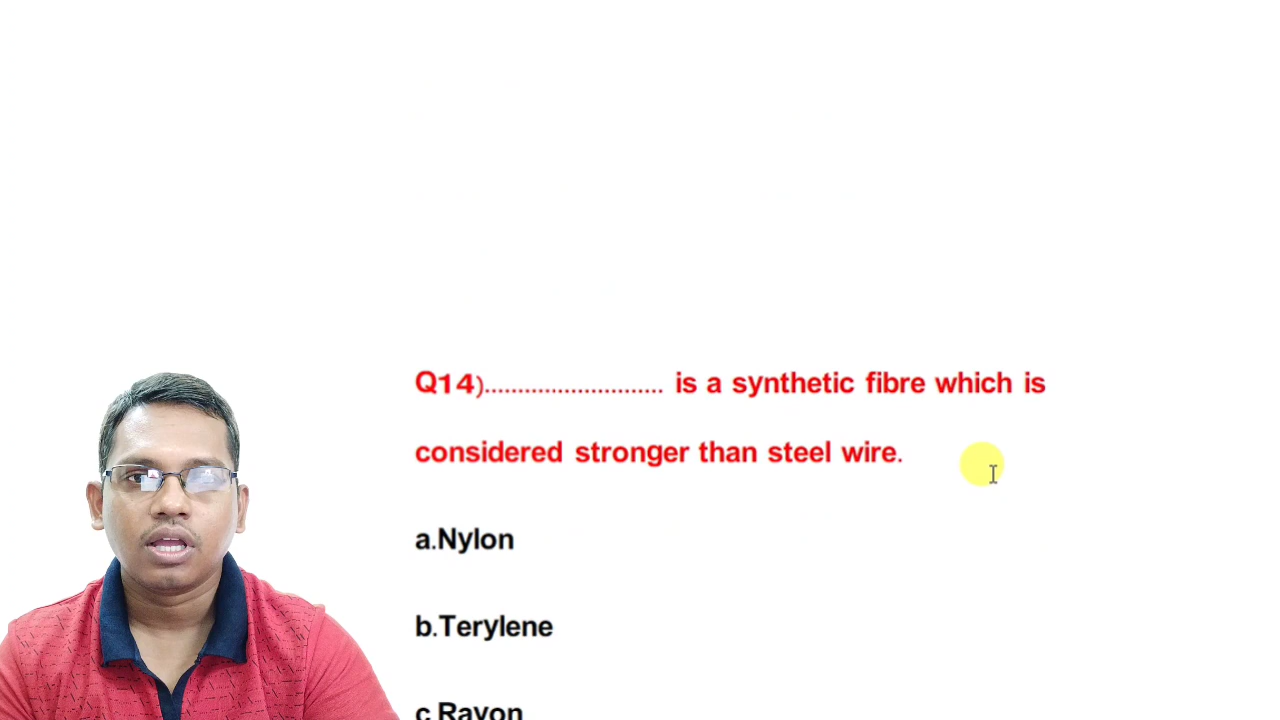 Q14)........................... is a synthetic fibre which is
considered stronger than steel wire.
a.Nylon
b.Terylene
c.Rayon